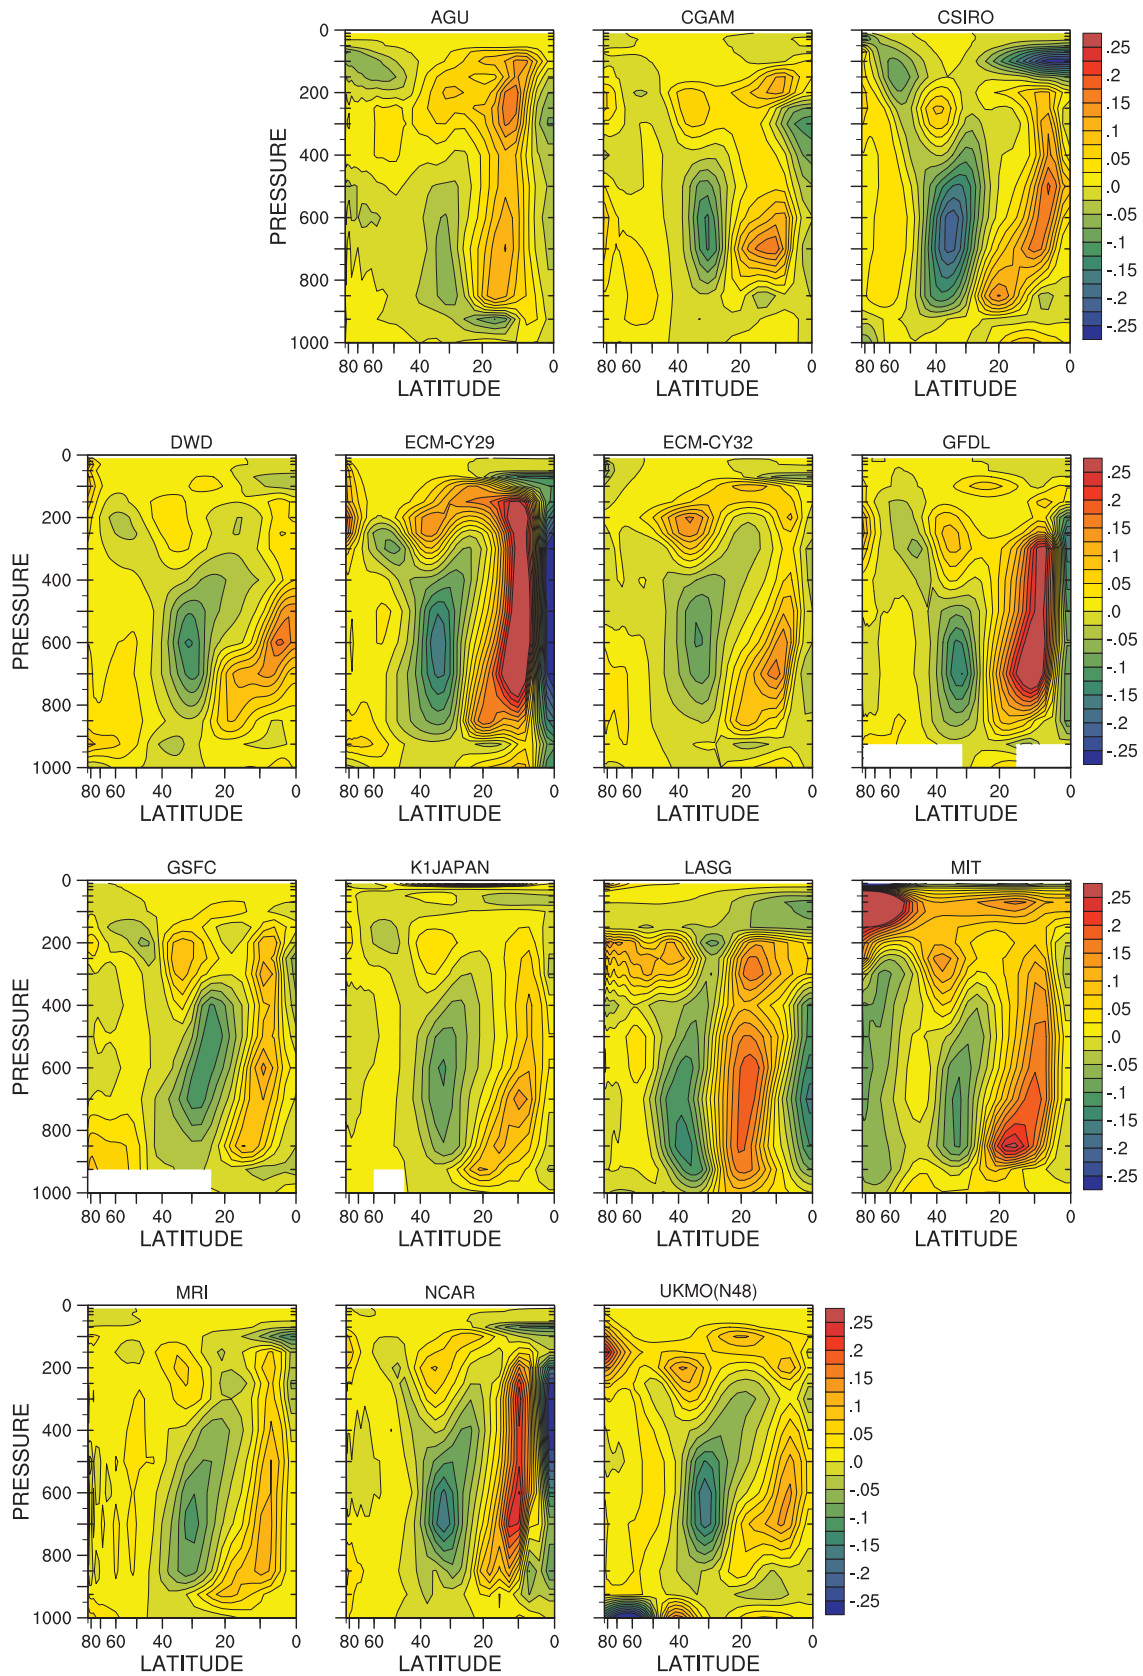 AGU CGAM CSIRO
0 200 400 600 800 1000
PRESSURE
80 60 40 20 0 80 60 40 20 0 80 60 40 20 0
LATITUDE LATITUDE LATITUDE
.25 .2 .15 .1 .05 .0 -.05 -.1 -.15 -.2 -.25
DWD ECM-CY29 ECM-CY32 GFDL
0 200 400 600 800 1000
PRESSURE
80 60 40 20 0 80 60 40 20 0 80 60 40 20 0 80 60 40 20 0
LATITUDE LATITUDE LATITUDE LATITUDE
.25 .2 .15 .1 .05 .0 -.05 -.1 -.15 -.2 -.25
GSFC K1JAPAN LASG MIT
0 200 400 600 800 1000
PRESSURE
80 60 40 20 0 80 60 40 20 0 80 60 40 20 0 80 60 40 20 0
LATITUDE LATITUDE LATITUDE LATITUDE
.25 .2 .15 .1 .05 .0 -.05 -.1 -.15 -.2 -.25
MRI NCAR UKMO(N48)
0 200 400 600 800 1000
PRESSURE
80 60 40 20 0 80 60 40 20 0 80 60 40 20 0
LATITUDE LATITUDE LATITUDE
.25 .2 .15 .1 .05 .0 -.05 -.1 -.15 -.2 -.25